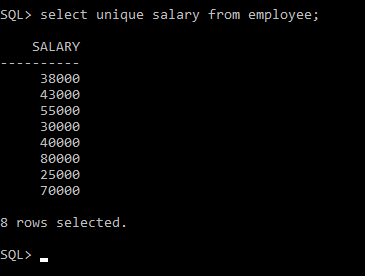 SQL> select unique salary from employee;
SALARY
----------
38000
43000
55000
30000
40000
80000
25000
70000
8 rows selected.
SQL>